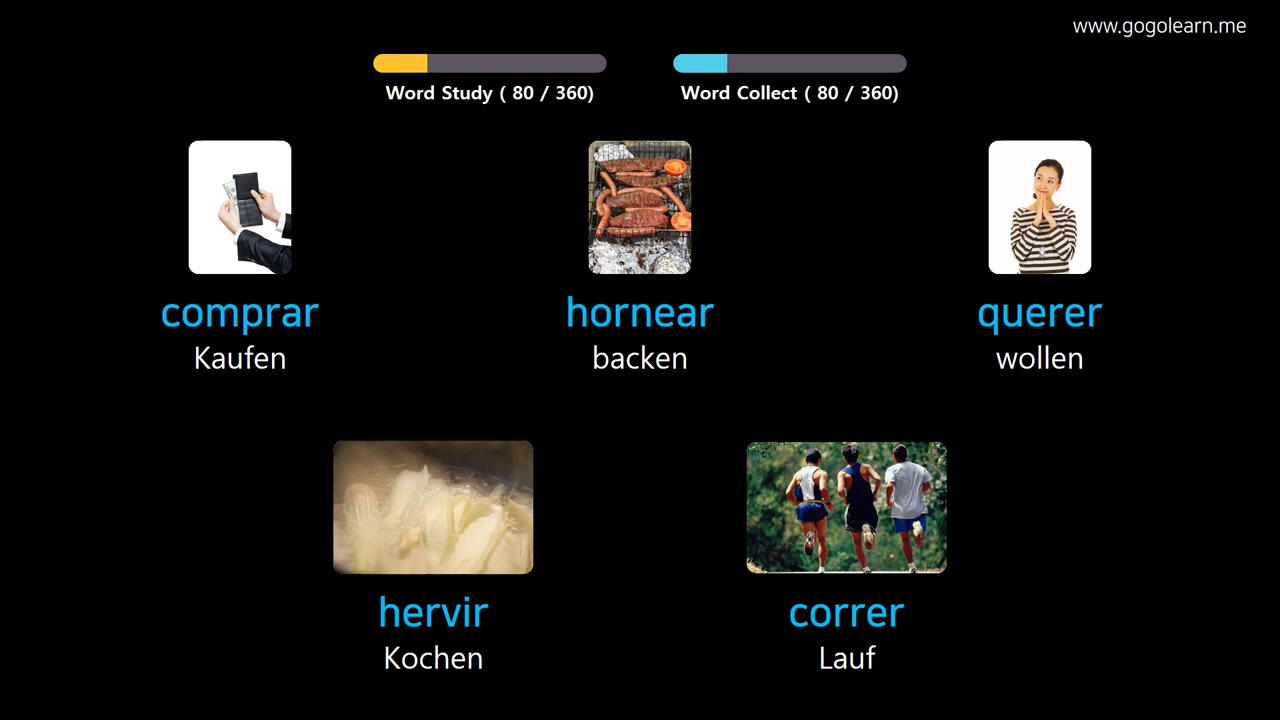 www.gogolearn.me
Word Study ( 80 / 360)
Word Collect ( 80 / 360)
comprar
Kaufen
hornear
backen
querer
wollen
hervir
Kochen
correr
Lauf